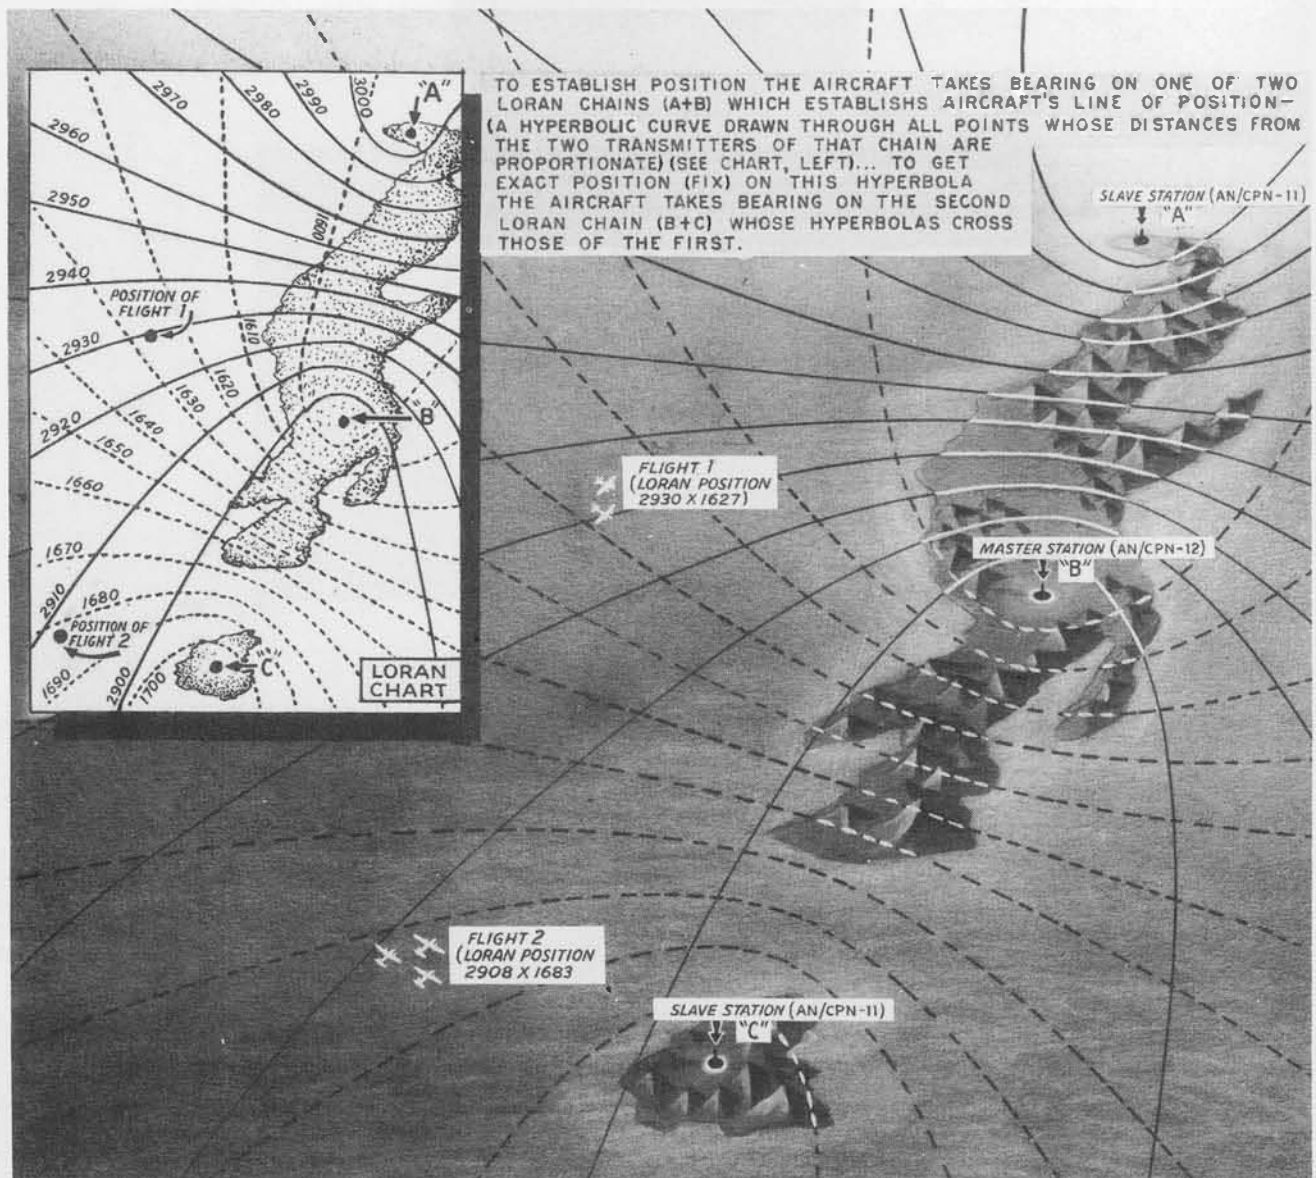 TO ESTABLISH POSITION THE AIRCRAFT TAKES BEARING ON ONE OF TWO
LORAN CHAINS (A+B) WHICH ESTABLISHS AIRCRAFT'S LINE OF POSITION—
(A HYPERBOLIC CURVE DRAWN THROUGH ALL POINTS WHOSE DISTANCES FROM
THE TWO TRANSMITTERS OF THAT CHAIN ARE
PROPORTIONATE) (SEE CHART, LEFT)... TO GET
EXACT POSITION (FIX) ON THIS HYPERBOLA
THE AIRCRAFT TAKES BEARING ON THE SECOND
LORAN CHAIN (B+C) WHOSE HYPERBOLAS CROSS
THOSE OF THE FIRST.
2970
2980
2990
3000
"A"
2960
2950
1600
2940
POSITION OF
FLIGHT 1
2930
1610
1620
1630
2920
1640
1650
"B"
1660
1670
2910
1680
POSITION OF
FLIGHT 2
1690
2900
1700
"C"
LORAN
CHART
SLAVE STATION (AN/CPN-11)
"A"
FLIGHT 1
(LORAN POSITION
2930 X 1627)
MASTER STATION (AN/CPN-12)
"B"
FLIGHT 2
(LORAN POSITION
2908 X 1683
SLAVE STATION (AN/CPN-11)
"C"